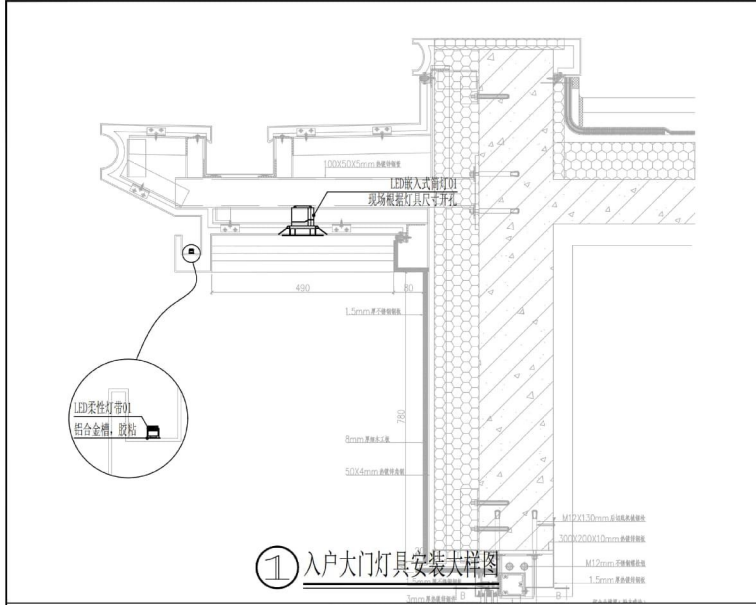 100X50X5mm热镀锌钢管
LED嵌入式筒灯01
现场根据灯具尺寸开孔
490
80
1.5mm厚不锈钢板
LED柔性灯带01
铝合金槽，胶粘
780
8mm厚细木工板
50X4mm热镀锌角钢
M12X130mm后切底机械锚栓
300X200X10mm热镀锌钢板
M12mm不锈钢螺栓组
1.5mm厚热镀锌钢板
1 入户大门灯具安装大样图
B
B